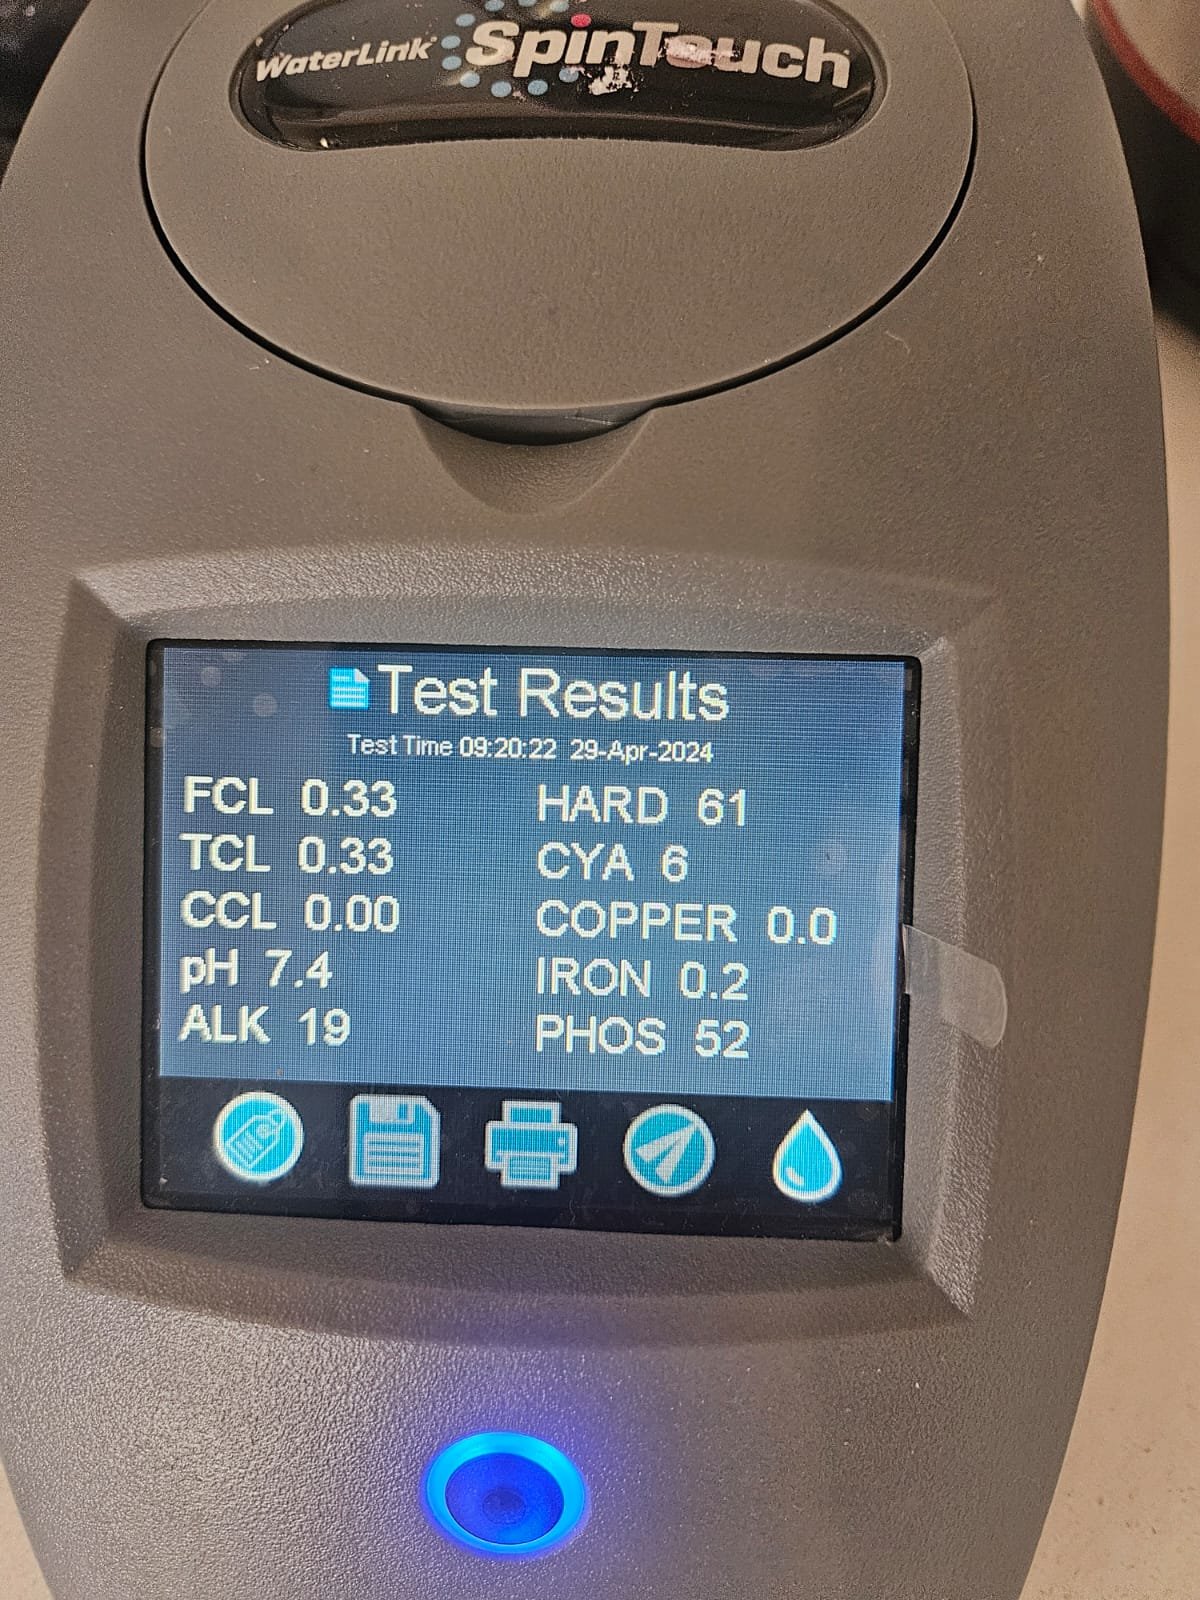 WaterLink SpinTouch
Test Results
Test Time 09:20:22 29-Apr-2024
FCL 0.33
TCL 0.33
CCL 0.00
pH 7.4
ALK 19
HARD 61
CYA 6
COPPER 0.0
IRON 0.2
PHOS 52